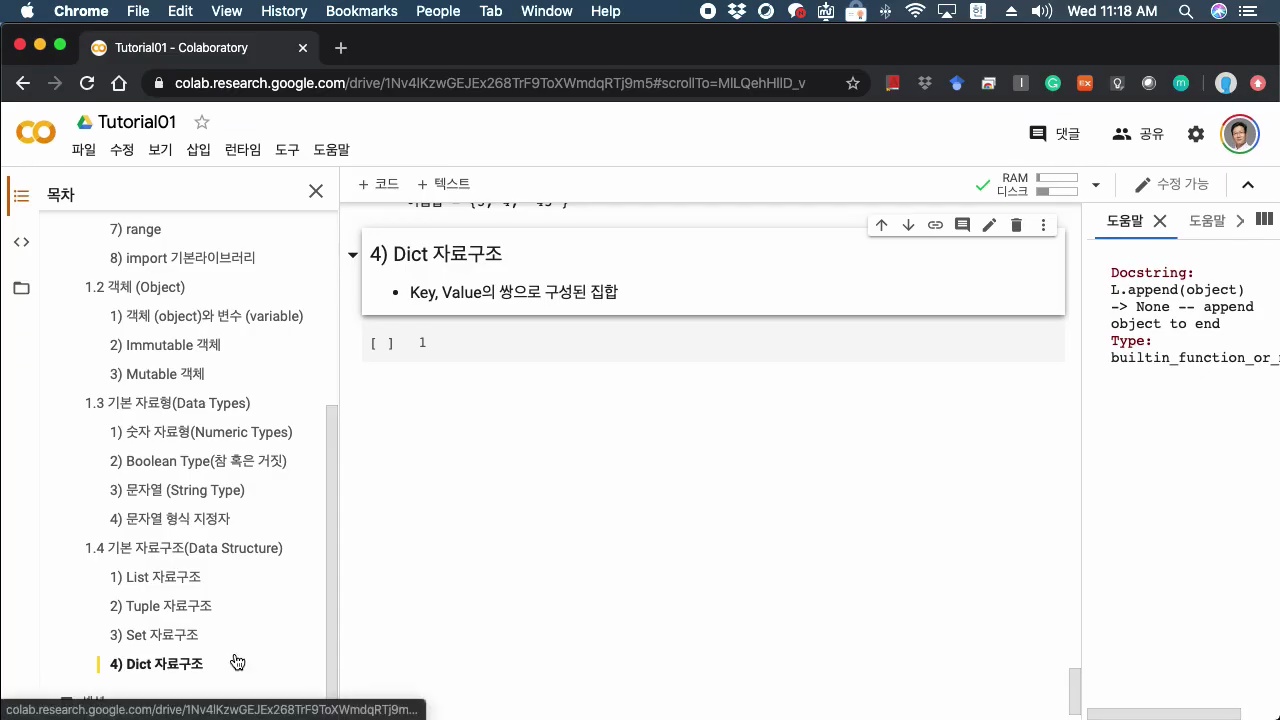 Chrome File Edit View History Bookmarks People Tab Window Help 한 Wed 11:18 AM
Tutorial01 - Colaboratory
colab.research.google.com/drive/1Nv4lKzwGEJEx268TrF9ToXWmdqRTj9m5#scrollTo=MlLQehHllD_v
Tutorial01
댓글 공유
파일 수정 보기 삽입 런타임 도구 도움말
목차
+ 코드 + 텍스트
RAM
디스크
수정 가능
7) range
8) import 기본라이브러리
1.2 객체 (Object)
1) 객체 (object)와 변수 (variable)
2) Immutable 객체
3) Mutable 객체
1.3 기본 자료형(Data Types)
1) 숫자 자료형(Numeric Types)
2) Boolean Type(참 혹은 거짓)
3) 문자열 (String Type)
4) 문자열 형식 지정자
1.4 기본 자료구조(Data Structure)
1) List 자료구조
2) Tuple 자료구조
3) Set 자료구조
4) Dict 자료구조
colab.research.google.com/drive/1Nv4lKzwGEJEx268TrF9ToXWmdqRTj9m...
4) Dict 자료구조
• Key, Value의 쌍으로 구성된 집합
[ ] 1
도움말 도움말
Docstring:
L.append(object)
-> None -- append
object to end
Type:
builtin_function_or_